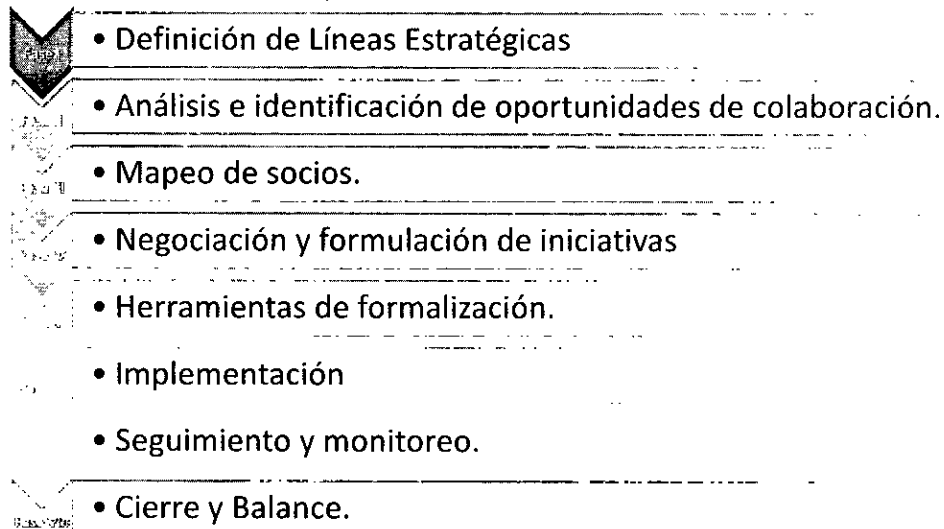 • Definición de Líneas Estratégicas
• Análisis e identificación de oportunidades de colaboración.
• Mapeo de socios.
• Negociación y formulación de iniciativas
• Herramientas de formalización.
• Implementación
• Seguimiento y monitoreo.
• Cierre y Balance.